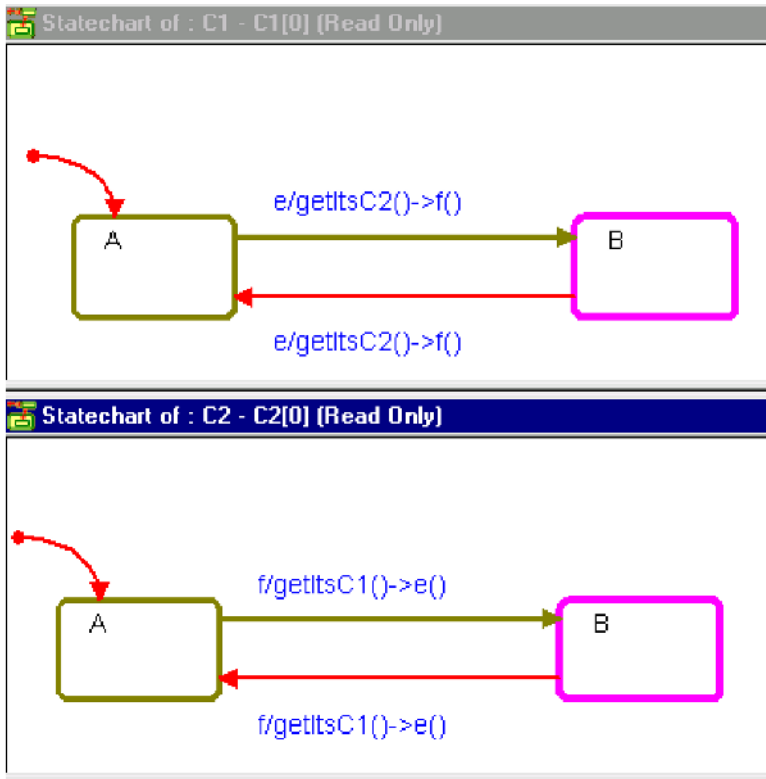 Statechart of : C1 - C1[0] (Read Only)
e/getItsC2()->f()
A
B
e/getItsC2()->f()
Statechart of : C2 - C2[0] (Read Only)
f/getItsC1()->e()
A
B
f/getItsC1()->e()